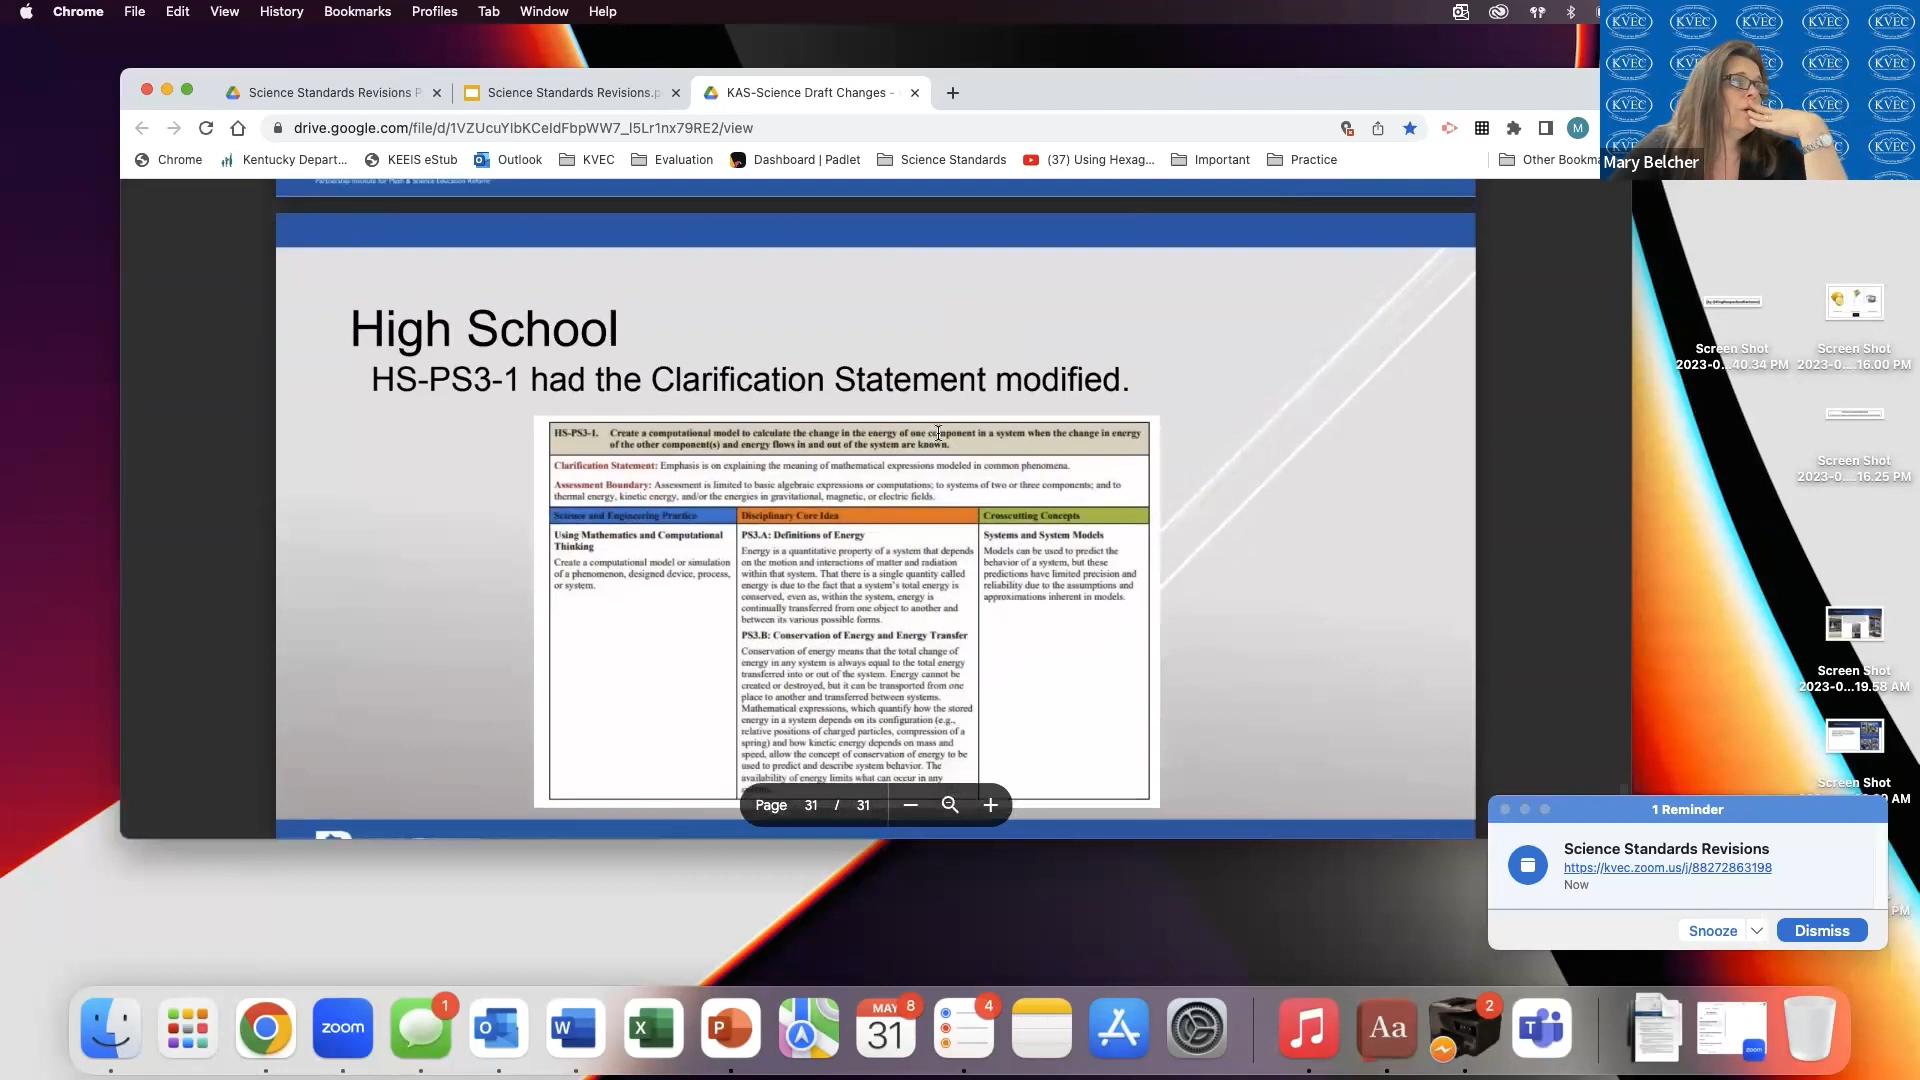 Chrome File Edit View History Bookmarks Profiles Tab Window Help
Science Standards Revisions P
Science Standards Revisions.p
KAS-Science Draft Changes -
drive.google.com/file/d/1VZUcuYIbKCeIdFbpWW7_I5Lr1nx79RE2/view
M
Chrome Kentucky Depart... KEEIS eStub Outlook KVEC Evaluation Dashboard | Padlet Science Standards (37) Using Hexag... Important Practice Other Bookma
KVEC KVEC KVEC KVEC KVEC
Mary Belcher
Partnership Institute for Math & Science Education Reform
High School
HS-PS3-1 had the Clarification Statement modified.
HS-PS3-1. Create a computational model to calculate the change in the energy of one component in a system when the change in energy
of the other component(s) and energy flows in and out of the system are known.
Clarification Statement: Emphasis is on explaining the meaning of mathematical expressions modeled in common phenomena.
Assessment Boundary: Assessment is limited to basic algebraic expressions or computations; to systems of two or three components; and to
thermal energy, kinetic energy, and/or the energies in gravitational, magnetic, or electric fields.
Science and Engineering Practice
Using Mathematics and Computational
Thinking
Create a computational model or simulation
of a phenomenon, designed device, process,
or system.
Disciplinary Core Idea
PS3.A: Definitions of Energy
Energy is a quantitative property of a system that depends
on the motion and interactions of matter and radiation
within that system. That there is a single quantity called
energy is due to the fact that a system's total energy is
conserved, even as, within the system, energy is
continually transferred from one object to another and
between its various possible forms.
PS3.B: Conservation of Energy and Energy Transfer
Conservation of energy means that the total change of
energy in any system is always equal to the total energy
transferred into or out of the system. Energy cannot be
created or destroyed, but it can be transported from one
place to another and transferred between systems.
Mathematical expressions, which quantify how the stored
energy in a system depends on its configuration (e.g.,
relative positions of charged particles, compression of a
spring) and how kinetic energy depends on mass and
speed, allow the concept of conservation of energy to be
used to predict and describe system behavior. The
availability of energy limits what can occur in any
Crosscutting Concepts
Systems and System Models
Models can be used to predict the
behavior of a system, but these
predictions have limited precision and
reliability due to the assumptions and
approximations inherent in models.
Page 31 / 31
Screen Shot
2023-0...40.34 PM
Screen Shot
2023-0....16.00 PM
Screen Shot
2023-0....16.25 PM
Screen Shot
2023-0...19.58 AM
Screen Shot
AM
PM
1 Reminder
Science Standards Revisions
https://kvec.zoom.us/j/88272863198
Now
Snooze
Dismiss
zoom
1
O
W
X
P
MAY 8
31
4
Aa
2
T
zoom